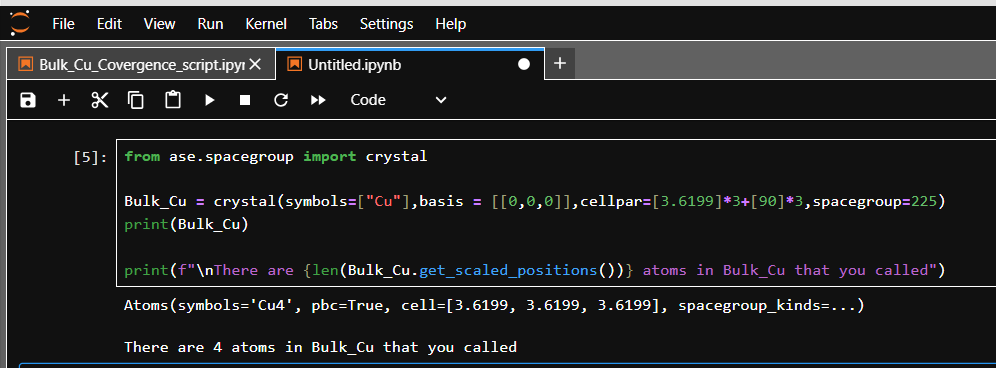 File Edit View Run Kernel Tabs Settings Help
Bulk_Cu_Covergence_script.ipyr Untitled.ipynb
Code
[5]:
from ase.spacegroup import crystal
Bulk_Cu = crystal(symbols=["Cu"],basis = [[0,0,0]],cellpar=[3.6199]*3+[90]*3,spacegroup=225)
print(Bulk_Cu)
print(f"\nThere are {len(Bulk_Cu.get_scaled_positions())} atoms in Bulk_Cu that you called")
Atoms(symbols='Cu4', pbc=True, cell=[3.6199, 3.6199, 3.6199], spacegroup_kinds=...)
There are 4 atoms in Bulk_Cu that you called